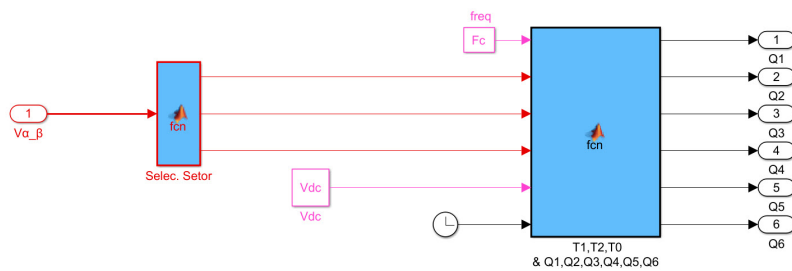 freq
Fc
1
Q1
2
Q2
1
Vα_β
fcn
Selec. Setor
fcn
3
Q3
4
Q4
Vdc
Vdc
5
Q5
6
Q6
T1,T2,T0
& Q1,Q2,Q3,Q4,Q5,Q6